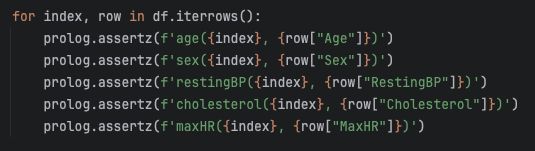 for index, row in df.iterrows():
    prolog.assertz(f'age({index}, {row["Age"]})')
    prolog.assertz(f'sex({index}, {row["Sex"]})')
    prolog.assertz(f'restingBP({index}, {row["RestingBP"]})')
    prolog.assertz(f'cholesterol({index}, {row["Cholesterol"]})')
    prolog.assertz(f'maxHR({index}, {row["MaxHR"]})')